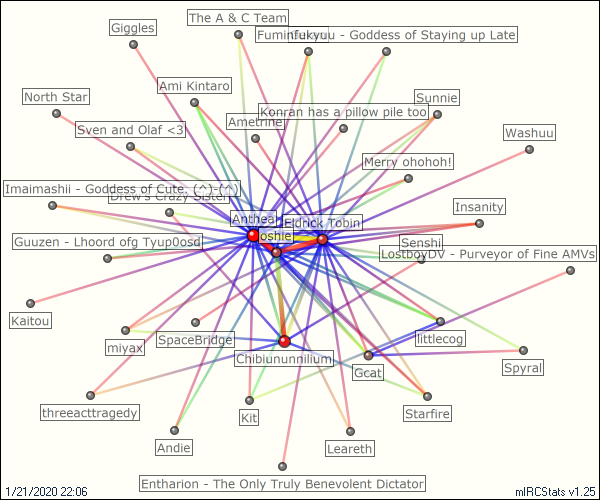 The A & C Team
Giggles
Fuminfukyuu - Goddess of Staying up Late
Ami Kintaro
North Star
Sunnie
Konran has a pillow pile too
Ametrine
Sven and Olaf <3
Washuu
Merry ohohoh!
Imaimashii - Goddess of Cute. (^)-(^)
Drew's Crazy Sister
Insanity
Anthea
Eldrick Tobin
oshie
Guuzen - Lhoord ofg Tyup0osd
Senshi
LostboyDV - Purveyor of Fine AMVs
Kaitou
miyax
SpaceBridge
littlecog
Chibiununnilium
Gcat
Spyral
threeacttragedy
Kit
Starfire
Andie
Leareth
Entharion - The Only Truly Benevolent Dictator
1/21/2020 22:06
mIRCStats v1.25